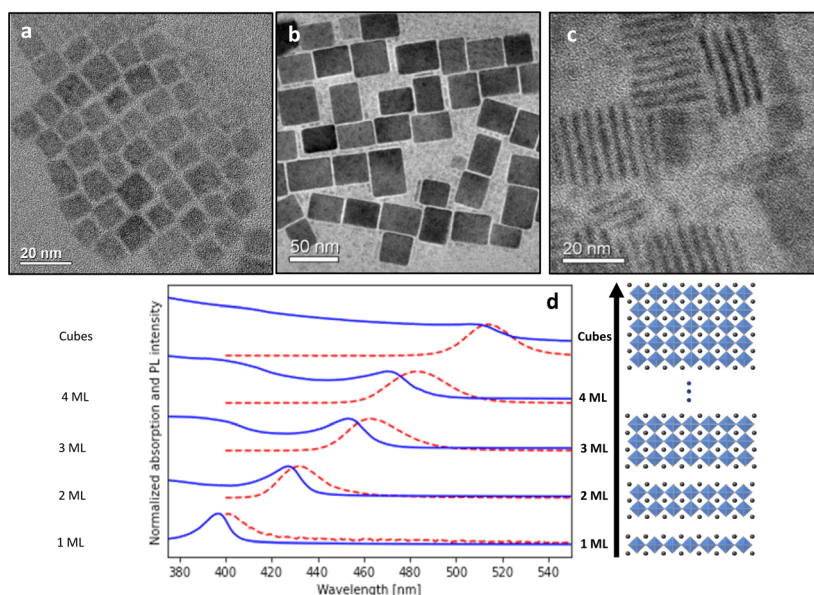 a
b
c
20 nm
50 nm
20 nm
d
Normalized absorption and PL intensity
Cubes
4 ML
3 ML
2 ML
1 ML
380 400 420 440 460 480 500 520 540
Wavelength [nm]
Cubes
4 ML
3 ML
2 ML
1 ML